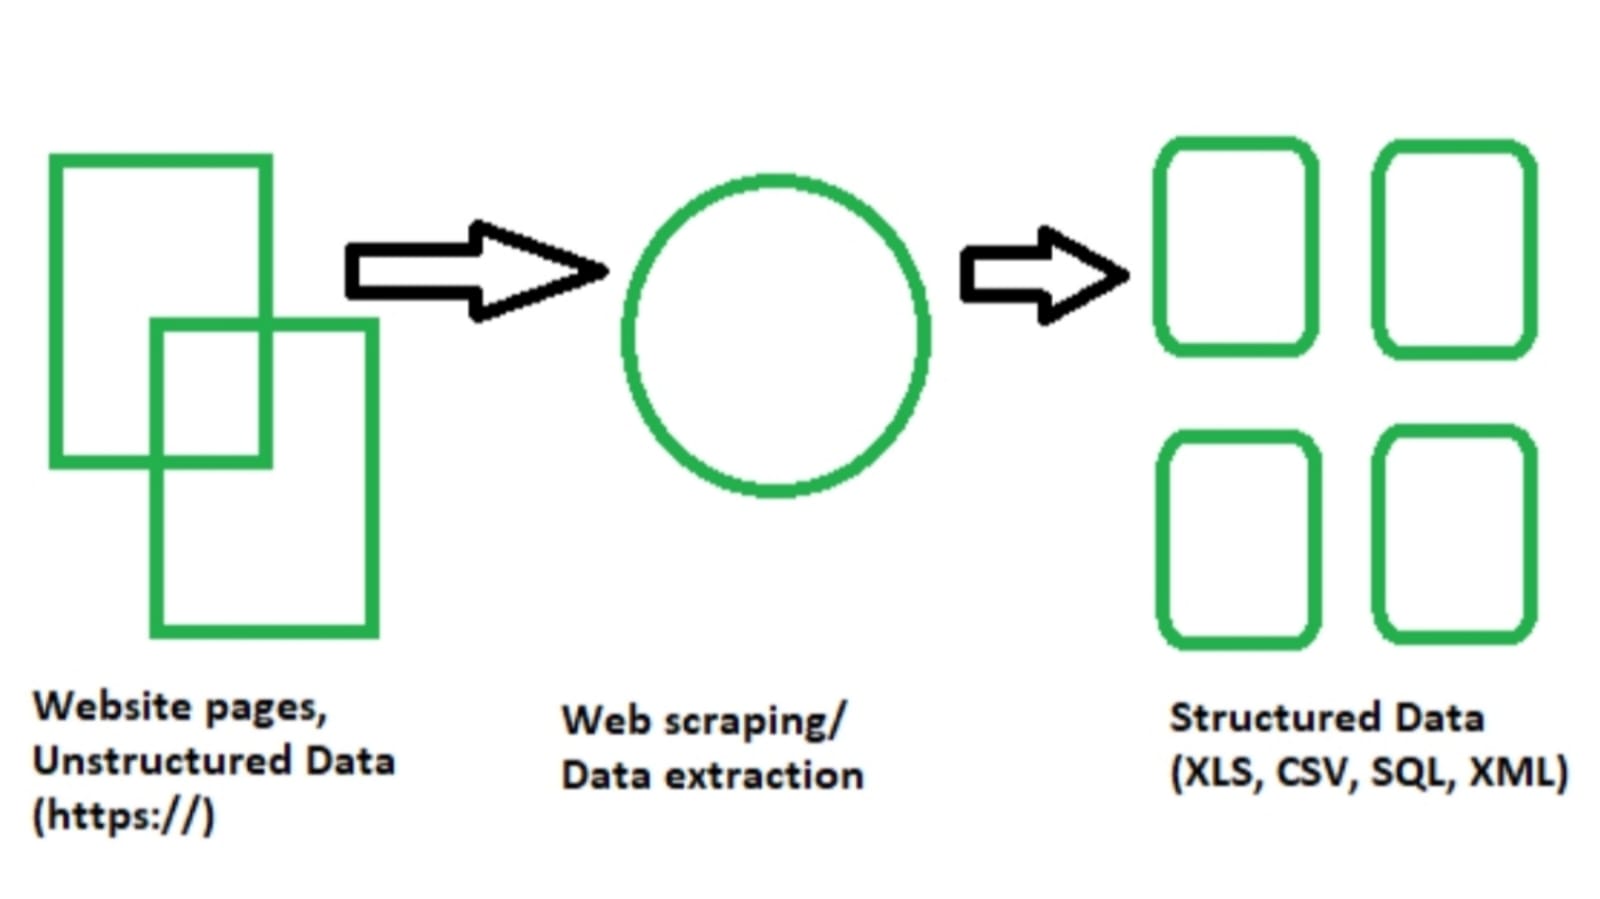 Website pages,
Unstructured Data
(https://)
Web scraping/
Data extraction
Structured Data
(XLS, CSV, SQL, XML)